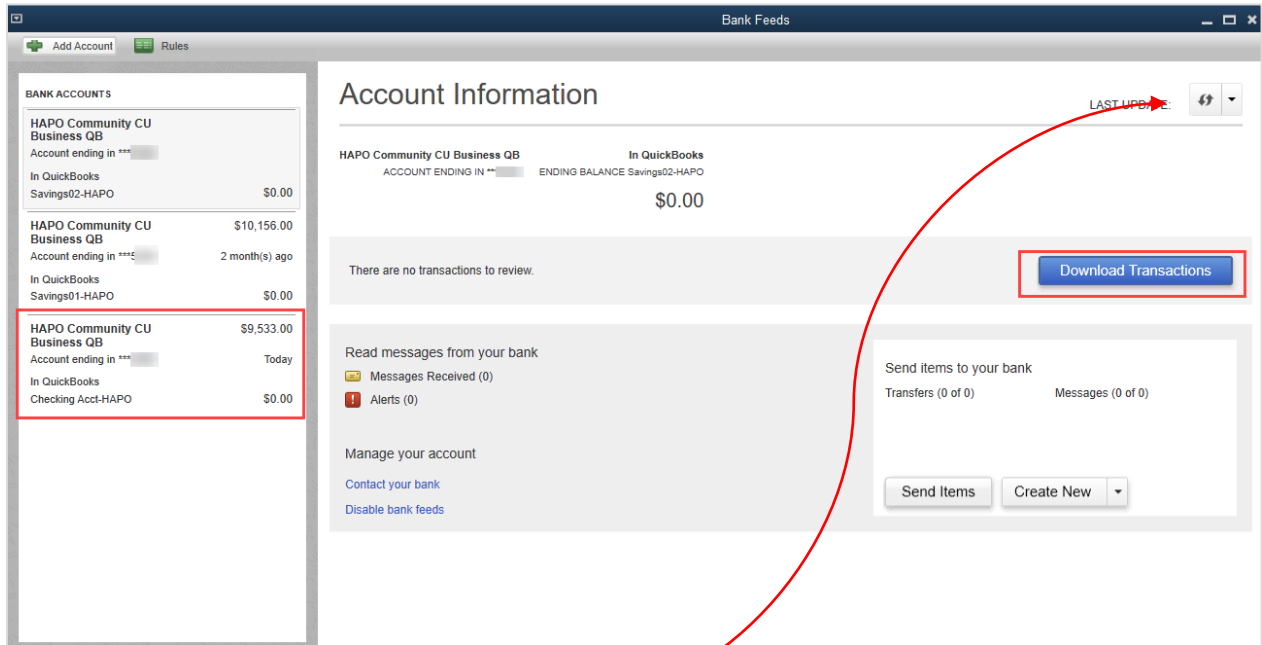 Bank Feeds
Add Account
Rules
BANK ACCOUNTS
HAPO Community CU
Business QB
Account ending in ***
In QuickBooks
Savings02-HAPO $0.00
HAPO Community CU $10,156.00
Business QB
Account ending in ***5 2 month(s) ago
In QuickBooks
Savings01-HAPO $0.00
HAPO Community CU $9,533.00
Business QB
Account ending in *** Today
In QuickBooks
Checking Acct-HAPO $0.00
Account Information
LAST UPDATE:
HAPO Community CU Business QB In QuickBooks
ACCOUNT ENDING IN ** ENDING BALANCE Savings02-HAPO
$0.00
There are no transactions to review.
Download Transactions
Read messages from your bank
Messages Received (0)
Alerts (0)
Manage your account
Contact your bank
Disable bank feeds
Send items to your bank
Transfers (0 of 0) Messages (0 of 0)
Send Items
Create New